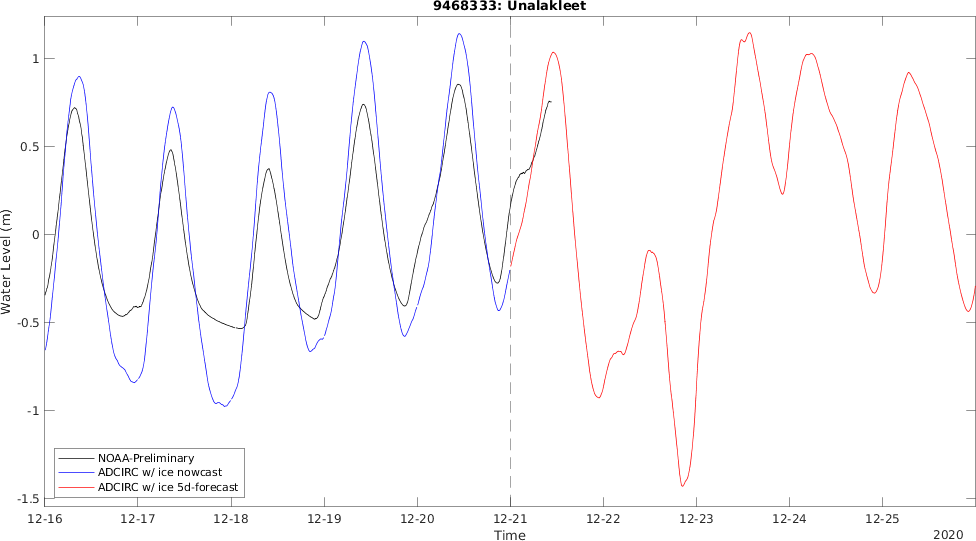 9468333: Unalakleet
Water Level (m)
1
0.5
0
-0.5
-1
-1.5
NOAA-Preliminary
ADCIRC w/ ice nowcast
ADCIRC w/ ice 5d-forecast
12-16 12-17 12-18 12-19 12-20 12-21 12-22 12-23 12-24 12-25
Time
2020